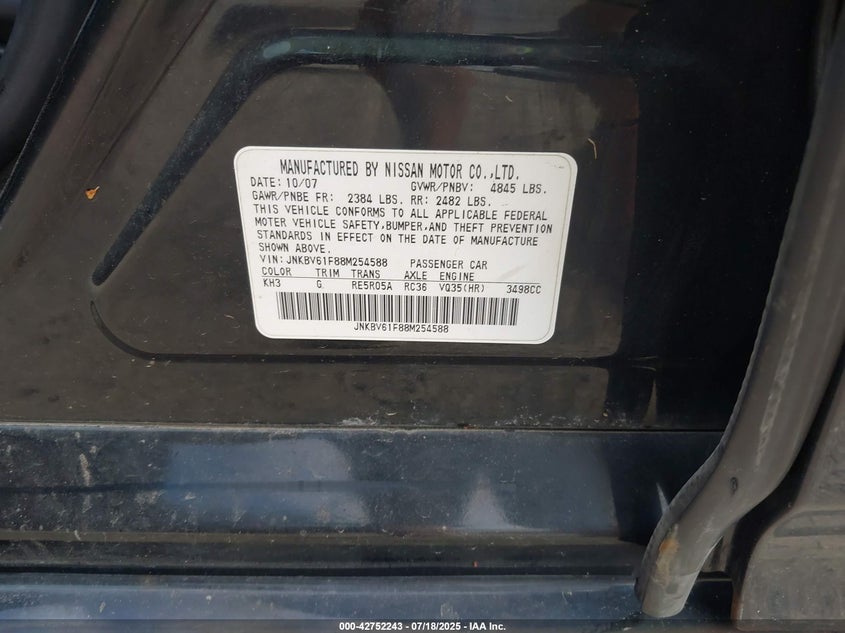 MANUFACTURED BY NISSAN MOTOR CO.,LTD.
DATE: 10/07 GVWR/PNBV: 4845 LBS.
GAWR/PNBE FR: 2384 LBS. RR: 2482 LBS.
THIS VEHICLE CONFORMS TO ALL APPLICABLE FEDERAL
MOTER VEHICLE SAFETY,BUMPER,AND THEFT PREVENTION
STANDARDS IN EFFECT ON THE DATE OF MANUFACTURE
SHOWN ABOVE.
VIN: JNKBV61F88M254588 PASSENGER CAR
COLOR TRIM TRANS AXLE ENGINE
KH3 G RE5R05A RC36 VQ35(HR) 3498CC
JNKBV61F88M254588
000-42752243 - 07/18/2025 - IAA Inc.